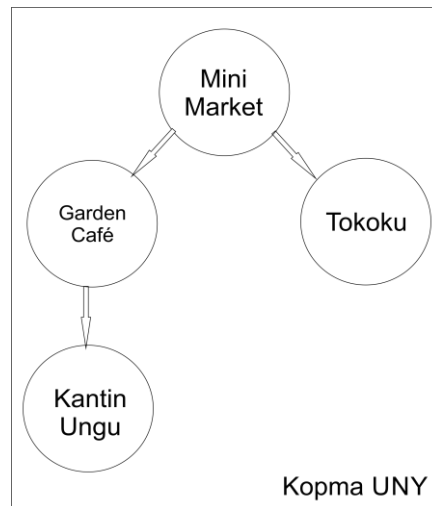 Mini
Market
Garden
Café
Tokoku
Kantin
Ungu
Kopma UNY